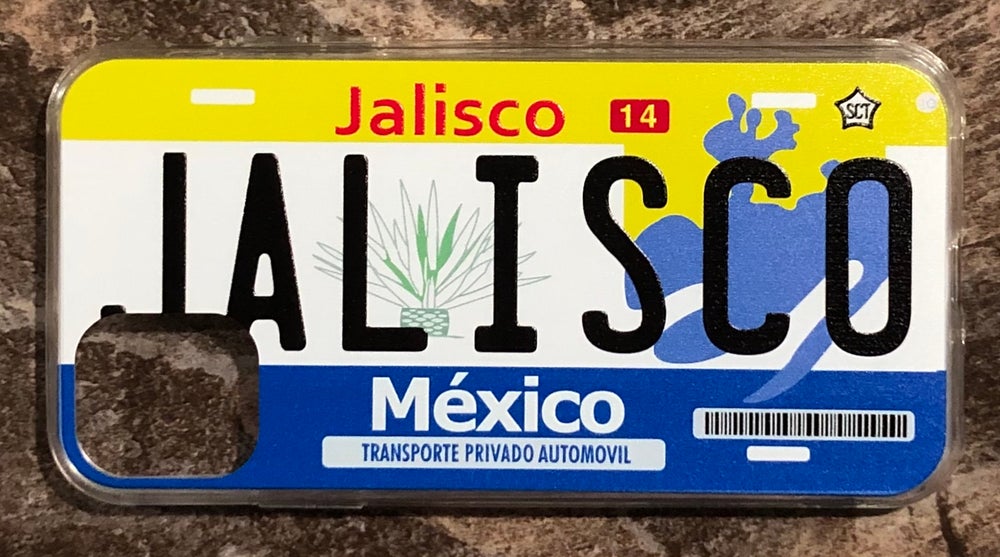 Jalisco 14 SCT
JALISCO
México
TRANSPORTE PRIVADO AUTOMOVIL